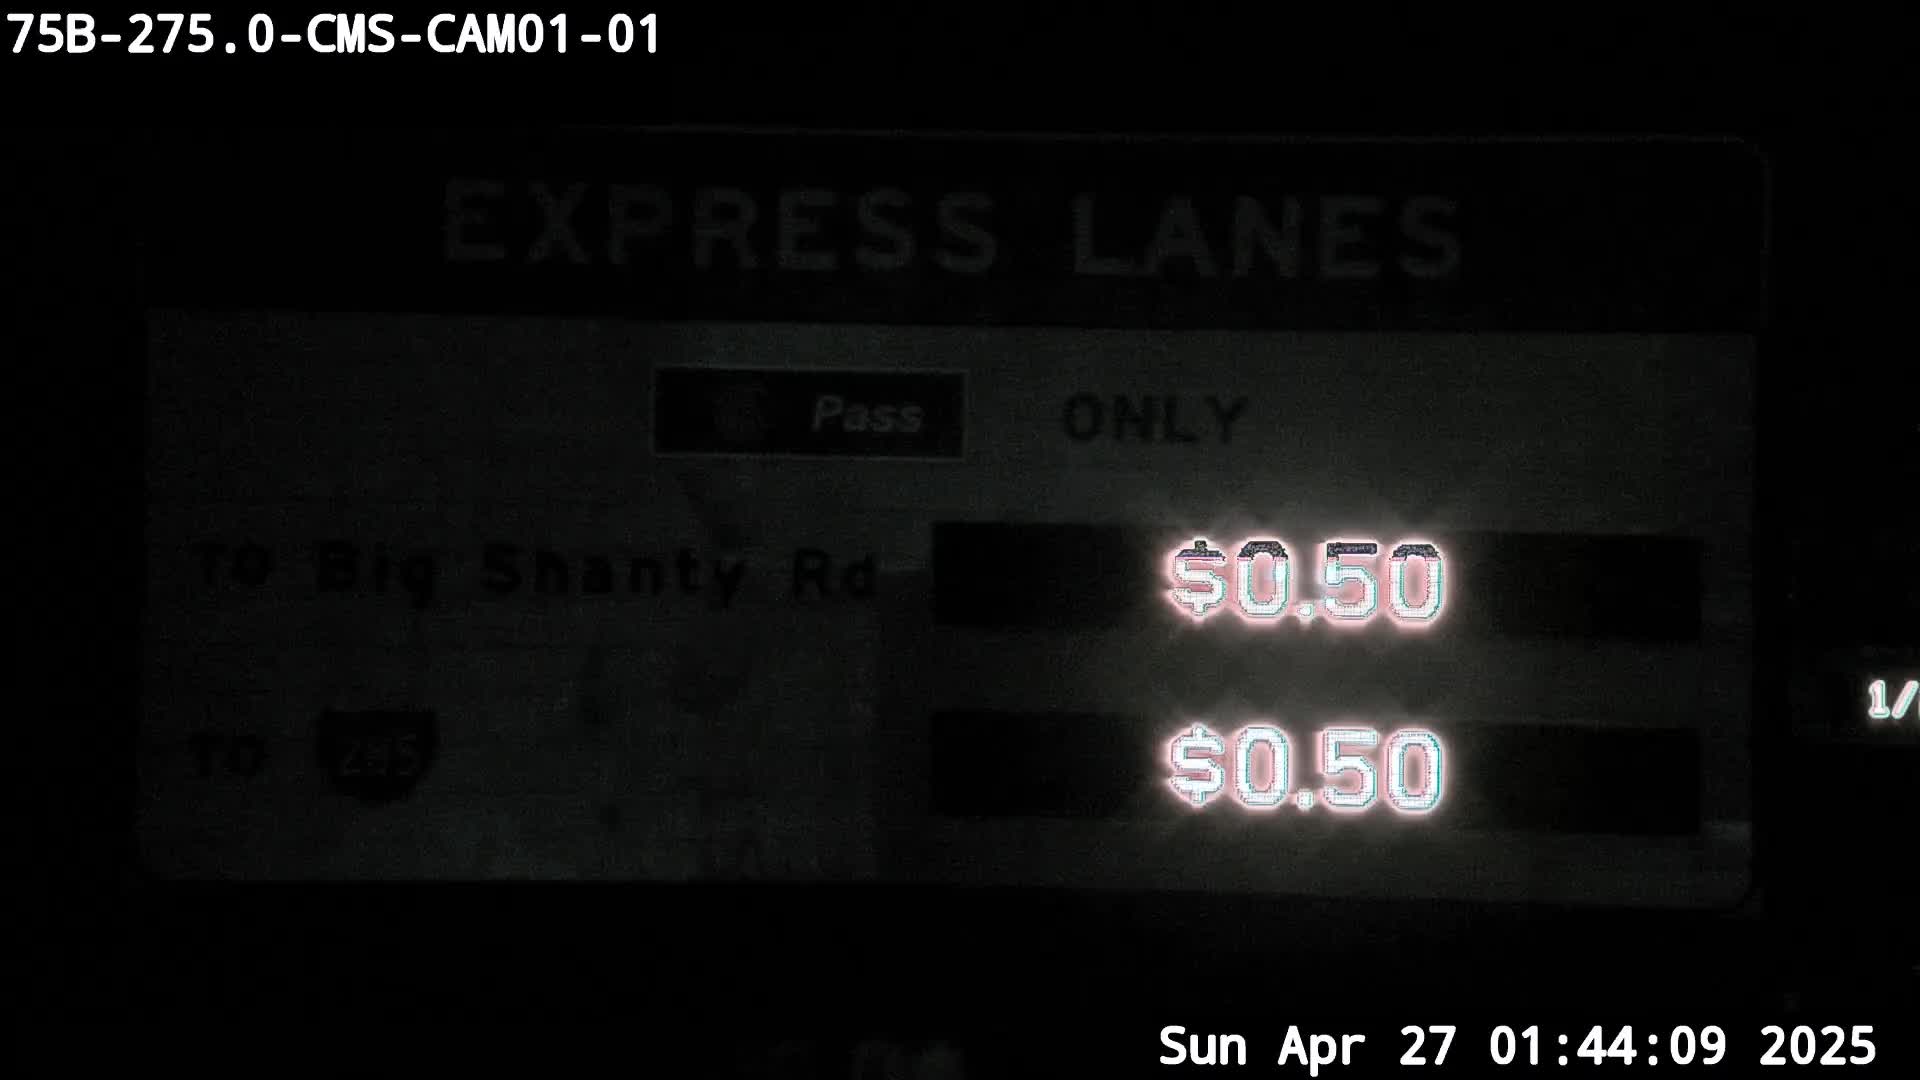 75B-275.0-CMS-CAM01-01
EXPRESS LANES
Pass ONLY
TO Big Shanty Rd $0.50
TO 285 $0.50
1/
Sun Apr 27 01:44:09 2025